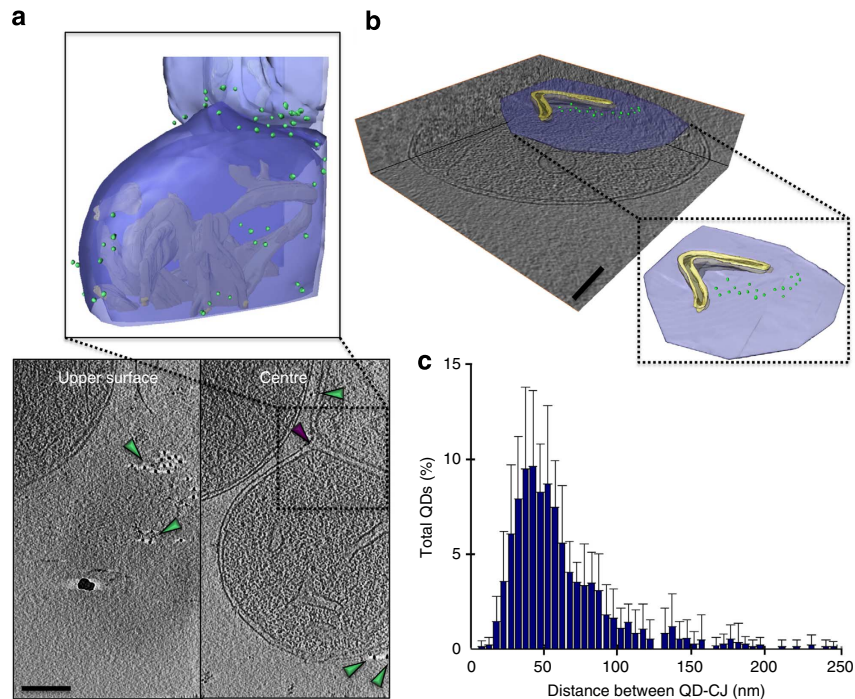 a
b
Upper surface
Centre
c
15
10
5
0
Total QDs (%)
0
50
100
150
200
250
Distance between QD-CJ (nm)